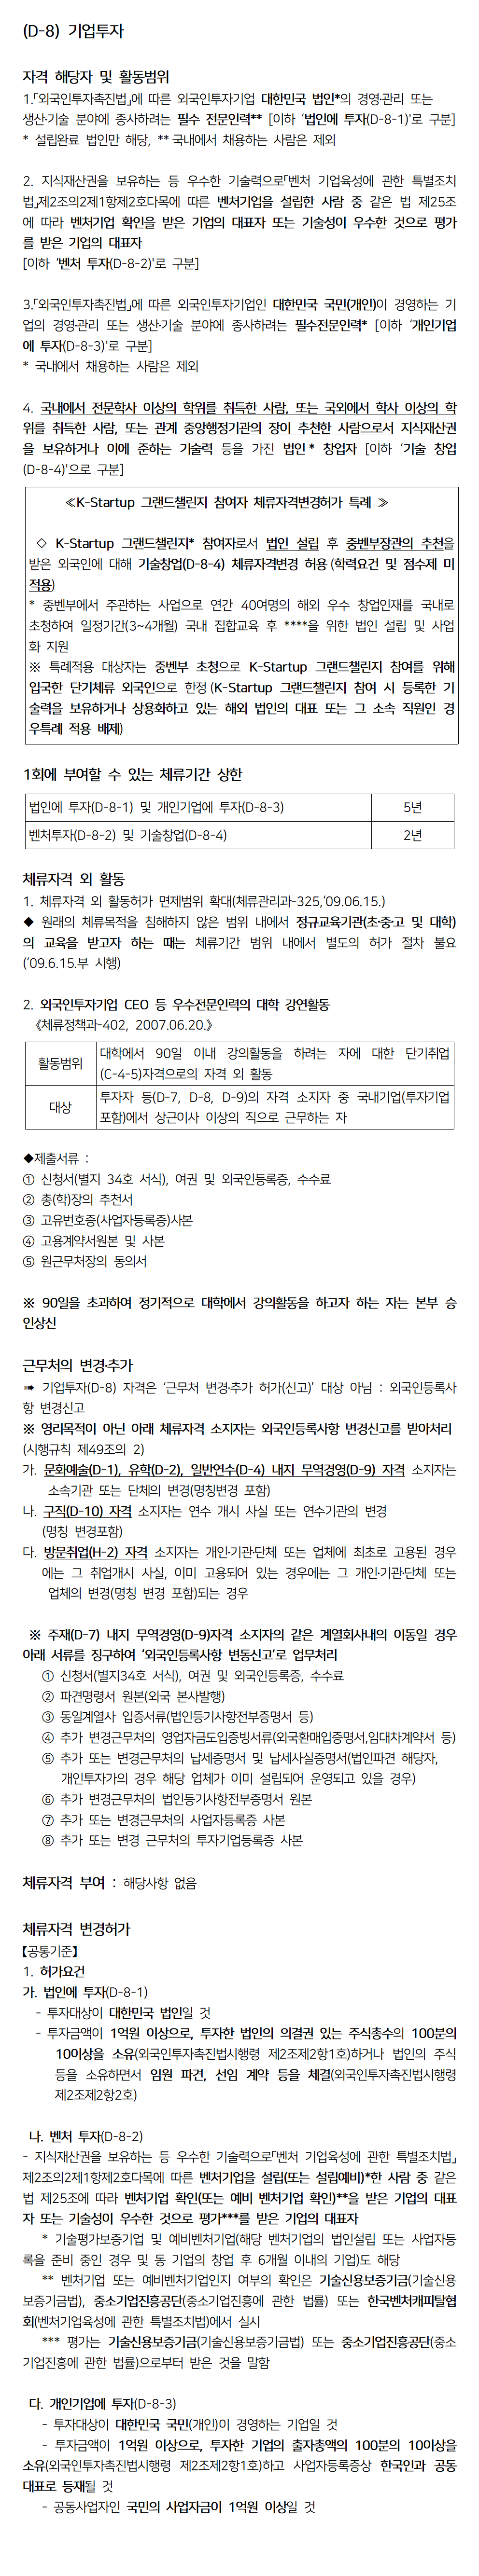 (D-8) 기업투자
자격 해당자 및 활동범위
1.｢외국인투자촉진법｣에 따른 외국인투자기업 대한민국 법인*의 경영·관리 또는
생산·기술 분야에 종사하려는 필수 전문인력** [이하 '법인에 투자(D-8-1)'로 구분]
* 설립완료 법인만 해당, ** 국내에서 채용하는 사람은 제외
2. 지식재산권을 보유하는 등 우수한 기술력으로｢벤처 기업육성에 관한 특별조치
법｣제2조의2제1항제2호다목에 따른 벤처기업을 설립한 사람 중 같은 법 제25조
에 따라 벤처기업 확인을 받은 기업의 대표자 또는 기술성이 우수한 것으로 평가
를 받은 기업의 대표자
[이하 '벤처 투자(D-8-2)'로 구분]
3.｢외국인투자촉진법｣에 따른 외국인투자기업인 대한민국 국민(개인)이 경영하는 기
업의 경영·관리 또는 생산·기술 분야에 종사하려는 필수전문인력* [이하 '개인기업
에 투자(D-8-3)'로 구분]
* 국내에서 채용하는 사람은 제외
4. 국내에서 전문학사 이상의 학위를 취득한 사람, 또는 국외에서 학사 이상의 학
위를 취득한 사람, 또는 관계 중앙행정기관의 장이 추천한 사람으로서 지식재산권
을 보유하거나 이에 준하는 기술력 등을 가진 법인* 창업자 [이하 '기술 창업
(D-8-4)'으로 구분]
≪K-Startup 그랜드챌린지 참여자 체류자격변경허가 특례 ≫
◇ K-Startup 그랜드챌린지* 참여자로서 법인 설립 후 중벤부장관의 추천을
받은 외국인에 대해 기술창업(D-8-4) 체류자격변경 허용(학력요건 및 점수제 미
적용)
* 중벤부에서 주관하는 사업으로 연간 40여명의 해외 우수 창업인재를 국내로
초청하여 일정기간(3~4개월) 국내 집합교육 후 ****을 위한 법인 설립 및 사업
화 지원
※ 특례적용 대상자는 중벤부 초청으로 K-Startup 그랜드챌린지 참여를 위해
입국한 단기체류 외국인으로 한정(K-Startup 그랜드챌린지 참여 시 등록한 기
술력을 보유하거나 상용화하고 있는 해외 법인의 대표 또는 그 소속 직원인 경
우특례 적용 배제)
1회에 부여할 수 있는 체류기간 상한
법인에 투자(D-8-1) 및 개인기업에 투자(D-8-3) 5년
벤처투자(D-8-2) 및 기술창업(D-8-4) 2년
체류자격 외 활동
1. 체류자격 외 활동허가 면제범위 확대(체류관리과-325,'09.06.15.)
◆ 원래의 체류목적을 침해하지 않은 범위 내에서 정규교육기관(초·중·고 및 대학)
의 교육을 받고자 하는 때는 체류기간 범위 내에서 별도의 허가 절차 불요
('09.6.15.부 시행)
2. 외국인투자기업 CEO 등 우수전문인력의 대학 강연활동
《체류정책과-402, 2007.06.20.》
활동범위 대학에서 90일 이내 강의활동을 하려는 자에 대한 단기취업
(C-4-5)자격으로의 자격 외 활동
대상 투자자 등(D-7, D-8, D-9)의 자격 소지자 중 국내기업(투자기업
포함)에서 상근이사 이상의 직으로 근무하는 자
◆제출서류 :
① 신청서(별지 34호 서식), 여권 및 외국인등록증, 수수료
② 총(학)장의 추천서
③ 고유번호증(사업자등록증)사본
④ 고용계약서원본 및 사본
⑤ 원근무처장의 동의서
※ 90일을 초과하여 정기적으로 대학에서 강의활동을 하고자 하는 자는 본부 승
인상신
근무처의 변경·추가
➠ 기업투자(D-8) 자격은 '근무처 변경·추가 허가(신고)' 대상 아님 : 외국인등록사
항 변경신고
※ 영리목적이 아닌 아래 체류자격 소지자는 외국인등록사항 변경신고를 받아처리
(시행규칙 제49조의 2)
가. 문화예술(D-1), 유학(D-2), 일반연수(D-4) 내지 무역경영(D-9) 자격 소지자는
소속기관 또는 단체의 변경(명칭변경 포함)
나. 구직(D-10) 자격 소지자는 연수 개시 사실 또는 연수기관의 변경
(명칭 변경포함)
다. 방문취업(H-2) 자격 소지자는 개인·기관·단체 또는 업체에 최초로 고용된 경우
에는 그 취업개시 사실, 이미 고용되어 있는 경우에는 그 개인·기관·단체 또는
업체의 변경(명칭 변경 포함)되는 경우
※ 주재(D-7) 내지 무역경영(D-9)자격 소지자의 같은 계열회사내의 이동일 경우
아래 서류를 징구하여 '외국인등록사항 변동신고'로 업무처리
① 신청서(별지34호 서식), 여권 및 외국인등록증, 수수료
② 파견명령서 원본(외국 본사발행)
③ 동일계열사 입증서류(법인등기사항전부증명서 등)
④ 추가 변경근무처의 영업자금도입증빙서류(외국환매입증명서,임대차계약서 등)
⑤ 추가 또는 변경근무처의 납세증명서 및 납세사실증명서(법인파견 해당자,
개인투자가의 경우 해당 업체가 이미 설립되어 운영되고 있을 경우)
⑥ 추가 변경근무처의 법인등기사항전부증명서 원본
⑦ 추가 또는 변경근무처의 사업자등록증 사본
⑧ 추가 또는 변경 근무처의 투자기업등록증 사본
체류자격 부여 : 해당사항 없음
체류자격 변경허가
【공통기준】
1. 허가요건
가. 법인에 투자(D-8-1)
- 투자대상이 대한민국 법인일 것
- 투자금액이 1억원 이상으로, 투자한 법인의 의결권 있는 주식총수의 100분의
10이상을 소유(외국인투자촉진법시행령 제2조제2항1호)하거나 법인의 주식
등을 소유하면서 임원 파견, 선임 계약 등을 체결(외국인투자촉진법시행령
제2조제2항2호)
나. 벤처 투자(D-8-2)
- 지식재산권을 보유하는 등 우수한 기술력으로｢벤처 기업육성에 관한 특별조치법｣
제2조의2제1항제2호다목에 따른 벤처기업을 설립(또는 설립예비)*한 사람 중 같은
법 제25조에 따라 벤처기업 확인(또는 예비 벤처기업 확인)**을 받은 기업의 대표
자 또는 기술성이 우수한 것으로 평가***를 받은 기업의 대표자
* 기술평가보증기업 및 예비벤처기업(해당 벤처기업의 법인설립 또는 사업자등
록을 준비 중인 경우 및 동 기업의 창업 후 6개월 이내의 기업)도 해당
** 벤처기업 또는 예비벤처기업인지 여부의 확인은 기술신용보증기금(기술신용
보증기금법), 중소기업진흥공단(중소기업진흥에 관한 법률) 또는 한국벤처캐피탈협
회(벤처기업육성에 관한 특별조치법)에서 실시
*** 평가는 기술신용보증기금(기술신용보증기금법) 또는 중소기업진흥공단(중소
기업진흥에 관한 법률)으로부터 받은 것을 말함
다. 개인기업에 투자(D-8-3)
- 투자대상이 대한민국 국민(개인)이 경영하는 기업일 것
- 투자금액이 1억원 이상으로, 투자한 기업의 출자총액의 100분의 10이상을
소유(외국인투자촉진법시행령 제2조제2항1호)하고 사업자등록증상 한국인과 공동
대표로 등재될 것
- 공동사업자인 국민의 사업자금이 1억원 이상일 것